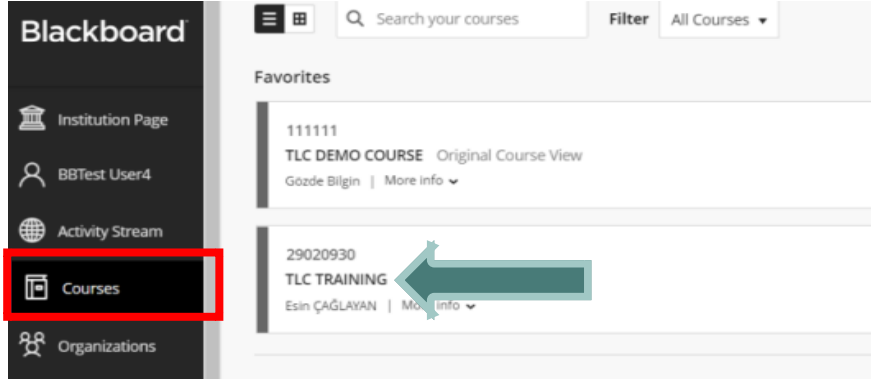 Blackboard
Institution Page
BBTest User4
Activity Stream
Courses
Organizations
Search your courses
Filter
All Courses
Favorites
111111
TLC DEMO COURSE Original Course View
Gözde Bilgin | More info
29020930
TLC TRAINING
Esin ÇAĞLAYAN | More info